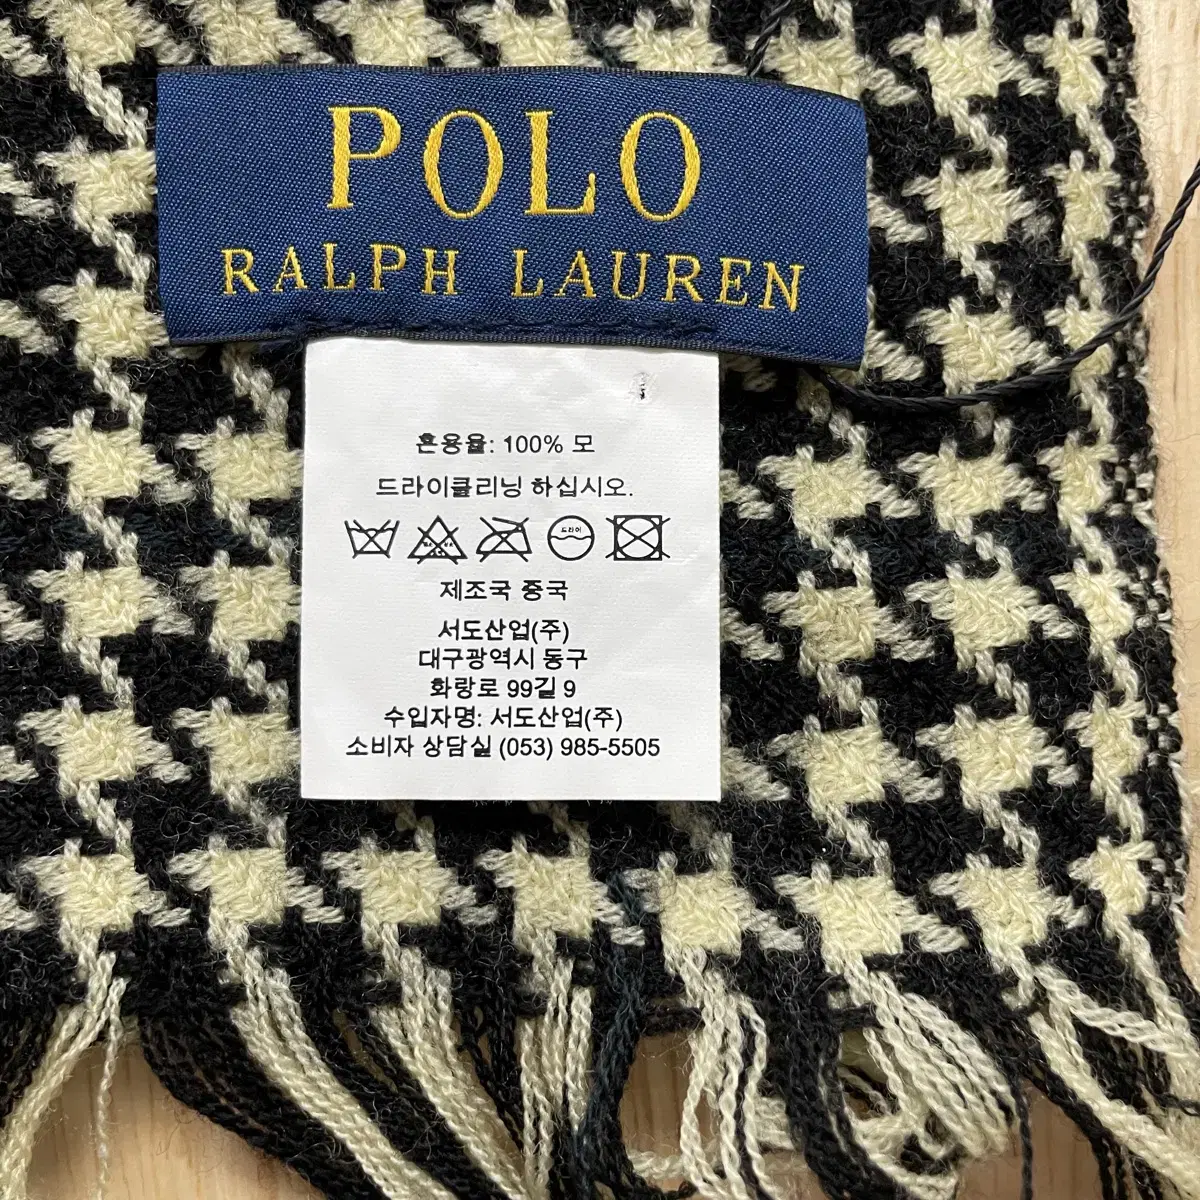 POLO
RALPH LAUREN
혼용율: 100% 모
드라이클리닝 하십시오.
드라이
제조국 중국
서도산업(주)
대구광역시 동구
화랑로 99길 9
수입자명: 서도산업(주)
소비자 상담실 (053) 985-5505